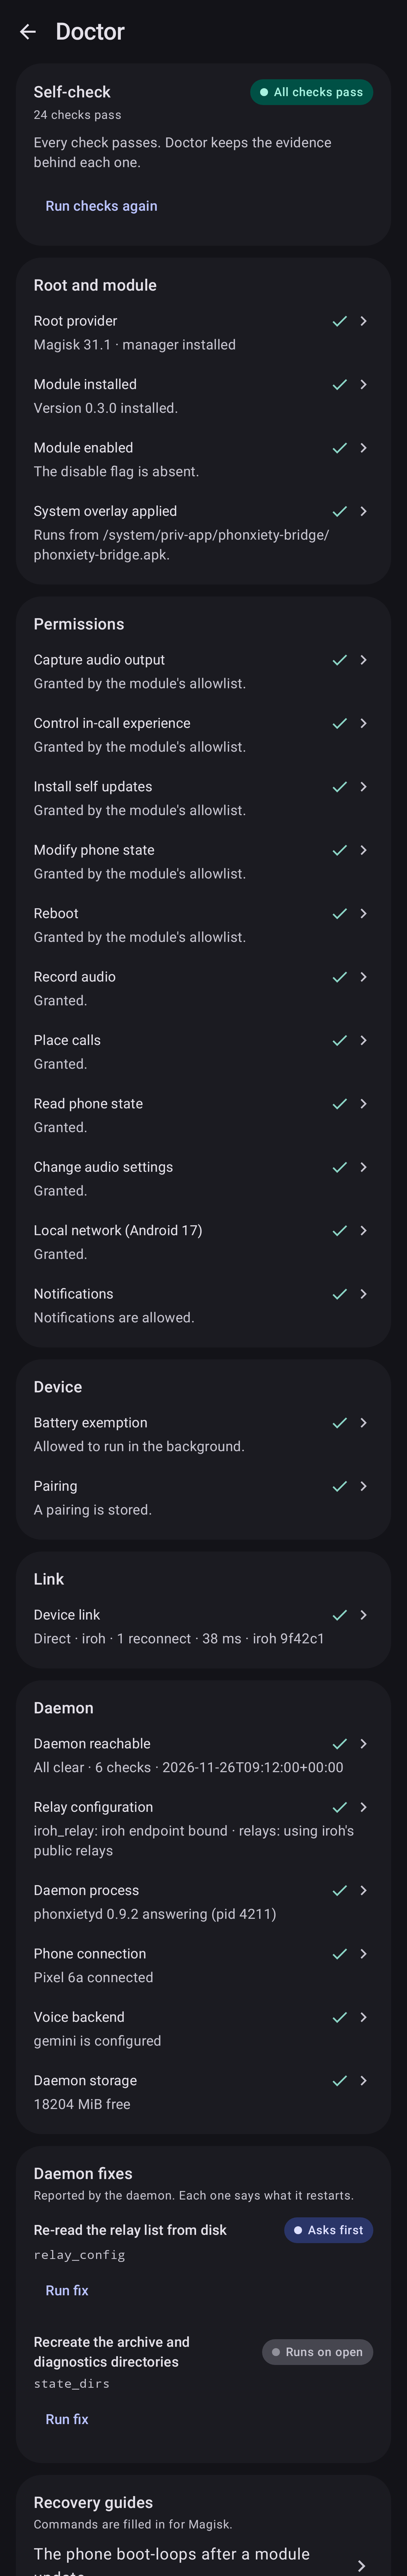 Doctor
Self-check
All checks pass
24 checks pass
Every check passes. Doctor keeps the evidence
behind each one.
Run checks again
Root and module
Root provider
Magisk 31.1 · manager installed
Module installed
Version 0.3.0 installed.
Module enabled
The disable flag is absent.
System overlay applied
Runs from /system/priv-app/phonxiety-bridge/
phonxiety-bridge.apk.
Permissions
Capture audio output
Granted by the module's allowlist.
Control in-call experience
Granted by the module's allowlist.
Install self updates
Granted by the module's allowlist.
Modify phone state
Granted by the module's allowlist.
Reboot
Granted by the module's allowlist.
Record audio
Granted.
Place calls
Granted.
Read phone state
Granted.
Change audio settings
Granted.
Local network (Android 17)
Granted.
Notifications
Notifications are allowed.
Device
Battery exemption
Allowed to run in the background.
Pairing
A pairing is stored.
Link
Device link
Direct · iroh · 1 reconnect · 38 ms · iroh 9f42c1
Daemon
Daemon reachable
All clear · 6 checks · 2026-11-26T09:12:00+00:00
Relay configuration
iroh_relay: iroh endpoint bound · relays: using iroh's
public relays
Daemon process
phonxietyd 0.9.2 answering (pid 4211)
Phone connection
Pixel 6a connected
Voice backend
gemini is configured
Daemon storage
18204 MiB free
Daemon fixes
Reported by the daemon. Each one says what it restarts.
Re-read the relay list from disk
Asks first
relay_config
Run fix
Recreate the archive and
diagnostics directories
Runs on open
state_dirs
Run fix
Recovery guides
Commands are filled in for Magisk.
The phone boot-loops after a module
update